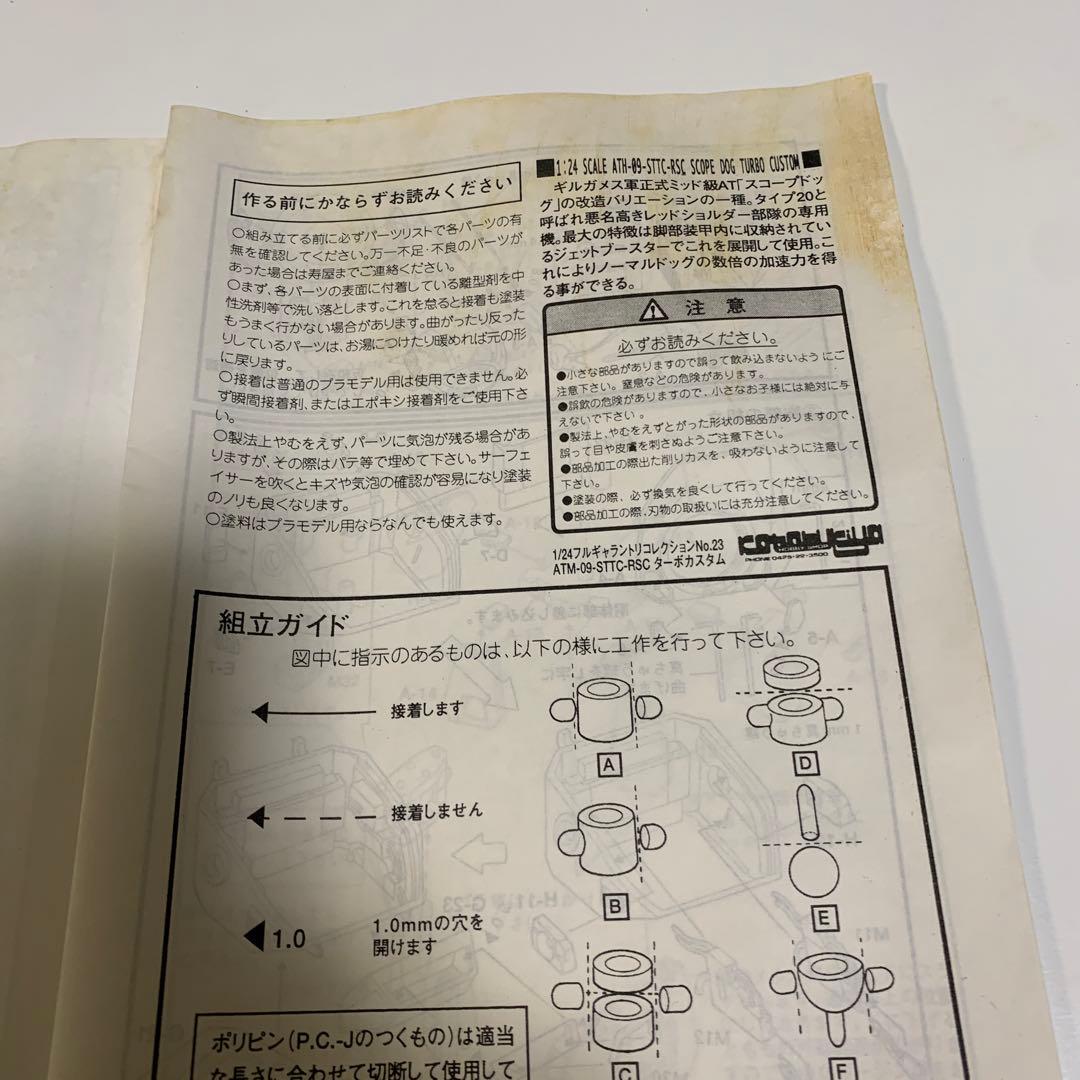 作る前にかならずお読みください
○組み立てる前に必ずパーツリストで各パーツの有
無を確認してください。万一不足・不良のパーツが
あった場合は寿屋までご連絡ください。
○まず、各パーツの表面に付着している離型剤を中
性洗剤等で洗い落とします。これを怠ると接着も塗装
もうまく行かない場合があります。曲がったり反った
りしているパーツは、お湯につけたり暖めれば元の形
に戻ります。
○接着は普通のプラモデル用は使用できません。必
ず瞬間接着剤、またはエポキシ接着剤をご使用下さ
い。
○製法上やむをえず、パーツに気泡が残る場合があ
りますが、その際はパテ等で埋めて下さい。サーフェ
イサーを吹くとキズや気泡の確認が容易になり塗装
のノリも良くなります。
○塗料はプラモデル用ならなんでも使えます。
■1:24 SCALE ATH-09-STTC-RSC SCOPE DOG TURBO CUSTOM■
ギルガメス軍正式ミッド級AT「スコープドッ
グ」の改造バリエーションの一種。タイプ20と
呼ばれ悪名高きレッドショルダー部隊の専用
機。最大の特徴は脚部装甲内に収納されてい
るジェットブースターでこれを展開して使用。こ
れによりノーマルドッグの数倍の加速力を得
る事ができる。
注 意
必ずお読みください。
●小さな部品がありますので誤って飲み込まないようにご
注意下さい。窒息などの危険があります。
●誤飲の危険がありますので、小さなお子様には絶対に与
えないで下さい。
●製法上、やむをえずとがった形状の部品がありますので、
誤って目や皮膚を刺さぬようご注意下さい。
●部品加工の際出た削りカスを、吸わないように注意して
下さい。
●塗装の際、必ず換気を良くして行ってください。
●部品加工の際、刃物の取扱いには充分注意してください。
1/24フルギャラントリコレクションNo.23
ATM-09-STTC-RSC ターボカスタム
HOBBY SHOP
PHONE 0425-22-3500
組立ガイド
図中に指示のあるものは、以下の様に工作を行って下さい。
接着します
接着しません
1.0
1.0mmの穴を
開けます
A
B
C
D
E
F
ポリピン(P.C.-Jのつくもの)は適当
な長さに合わせて切断して使用して